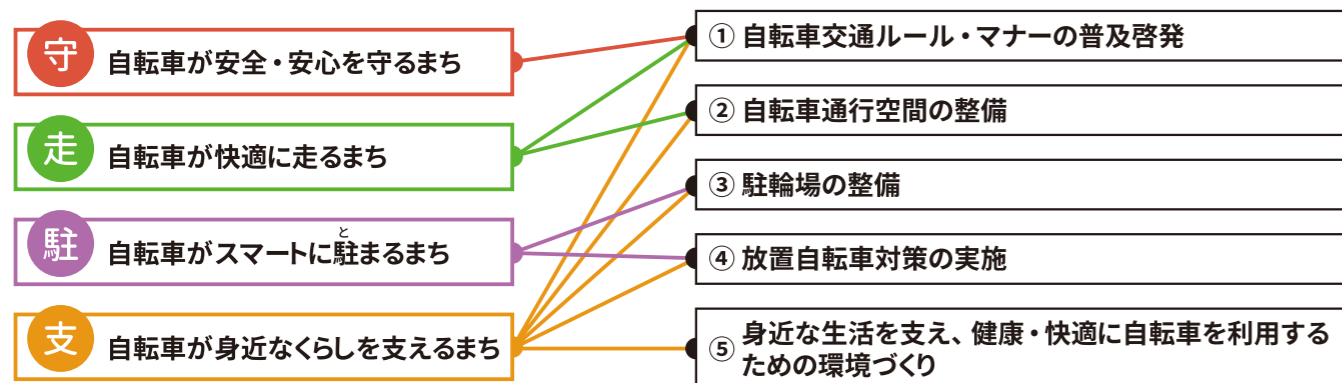 守 自転車が安全・安心を守るまち
走 自転車が快適に走るまち
と
駐 自転車がスマートに駐まるまち
支 自転車が身近なくらしを支えるまち
① 自転車交通ルール・マナーの普及啓発
② 自転車通行空間の整備
③ 駐輪場の整備
④ 放置自転車対策の実施
⑤ 身近な生活を支え、健康・快適に自転車を利用する
ための環境づくり